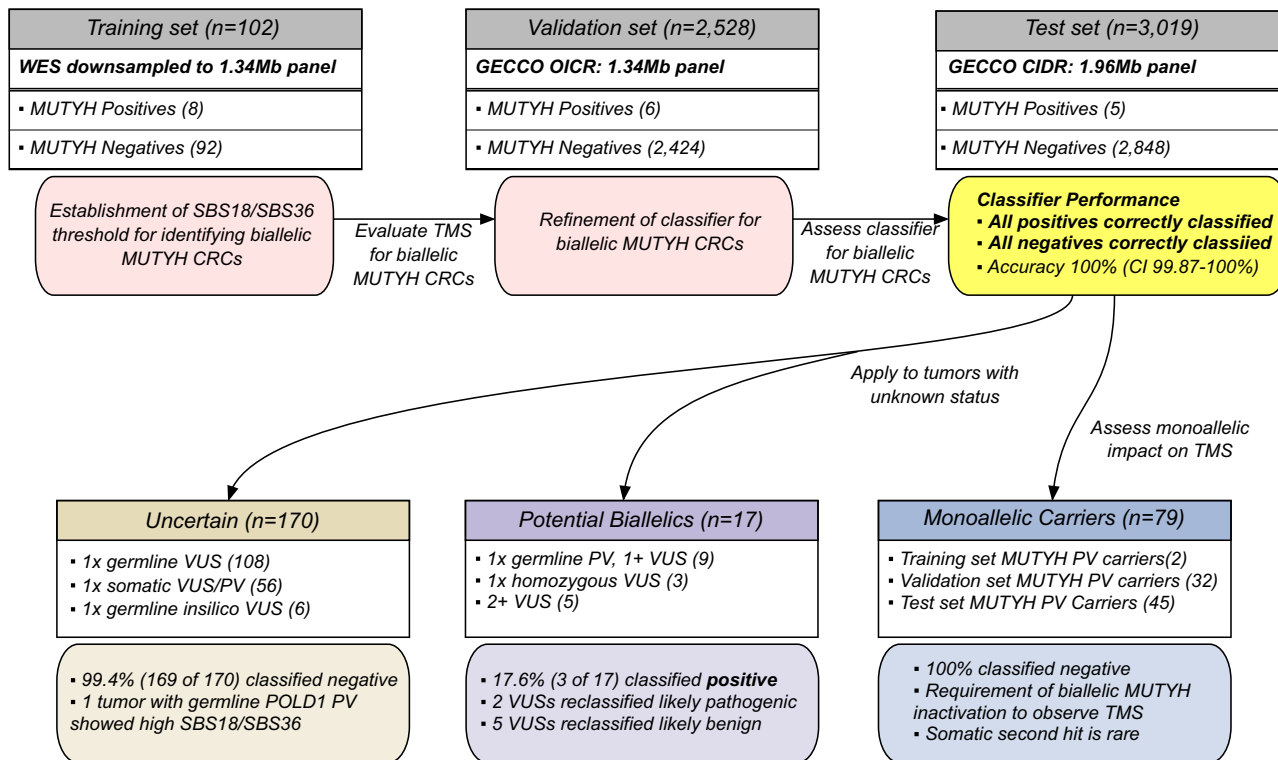 Training set (n=102)
WES downsampled to 1.34Mb panel
▪ MUTYH Positives (8)
▪ MUTYH Negatives (92)
Establishment of SBS18/SBS36
threshold for identifying biallelic
MUTYH CRCs
Evaluate TMS
for biallelic
MUTYH CRCs
Validation set (n=2,528)
GECCO OICR: 1.34Mb panel
▪ MUTYH Positives (6)
▪ MUTYH Negatives (2,424)
Refinement of classifier for
biallelic MUTYH CRCs
Assess classifier
for biallelic
MUTYH CRCs
Test set (n=3,019)
GECCO CIDR: 1.96Mb panel
▪ MUTYH Positives (5)
▪ MUTYH Negatives (2,848)
Classifier Performance
▪ All positives correctly classified
▪ All negatives correctly classiied
▪ Accuracy 100% (CI 99.87-100%)
Apply to tumors with
unknown status
Assess monoallelic
impact on TMS
Uncertain (n=170)
▪ 1x germline VUS (108)
▪ 1x somatic VUS/PV (56)
▪ 1x germline insilico VUS (6)
▪ 99.4% (169 of 170) classified negative
▪ 1 tumor with germline POLD1 PV
showed high SBS18/SBS36
Potential Biallelics (n=17)
▪ 1x germline PV, 1+ VUS (9)
▪ 1x homozygous VUS (3)
▪ 2+ VUS (5)
▪ 17.6% (3 of 17) classified positive
▪ 2 VUSs reclassified likely pathogenic
▪ 5 VUSs reclassified likely benign
Monoallelic Carriers (n=79)
▪ Training set MUTYH PV carriers(2)
▪ Validation set MUTYH PV carriers (32)
▪ Test set MUTYH PV Carriers (45)
▪ 100% classified negative
▪ Requirement of biallelic MUTYH
inactivation to observe TMS
▪ Somatic second hit is rare